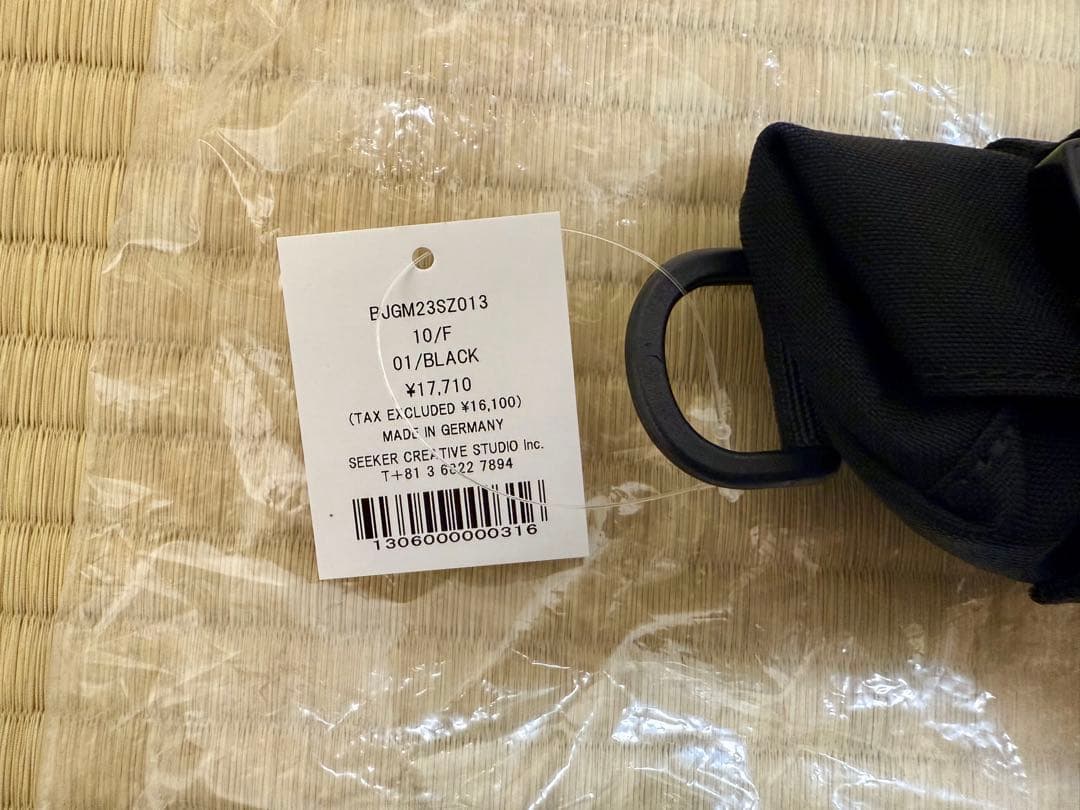 BJGM23SZ013
10/F
01/BLACK
¥17,710
(TAX EXCLUDED ¥16,100)
MADE IN GERMANY
SEEKER CREATIVE STUDIO Inc.
T+81 3 6822 7894
1306000000316